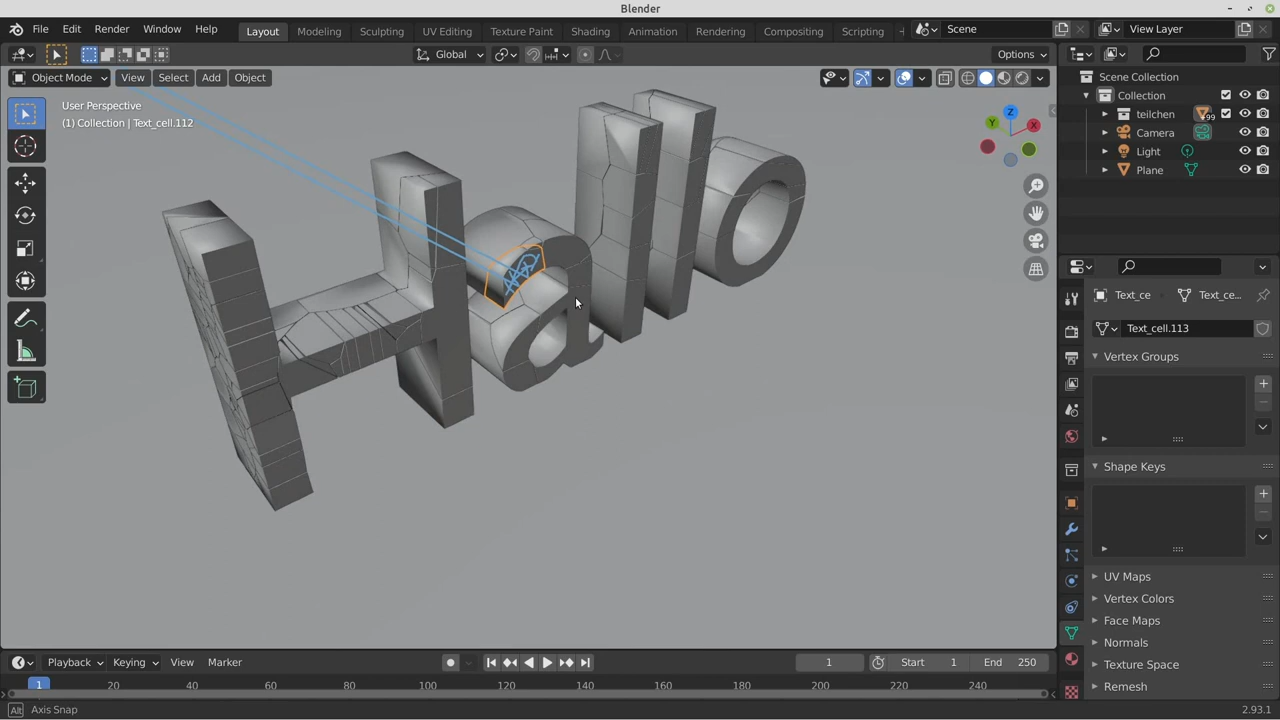 Blender
File Edit Render Window Help Layout Modeling Sculpting UV Editing Texture Paint Shading Animation Rendering Compositing Scripting Scene View Layer
Global Options
Object Mode View Select Add Object
User Perspective
(1) Collection | Text_cell.112
Hallo
X
Y
Z
Scene Collection
Collection
teilchen +99
Camera
Light
Plane
Text_ce Text_ce...
Text_cell.113
Vertex Groups
Shape Keys
UV Maps
Vertex Colors
Face Maps
Normals
Texture Space
Remesh
Playback Keying View Marker 1 Start 1 End 250
1 20 40 60 80 100 120 140 160 180 200 220 240
Alt Axis Snap 2.93.1